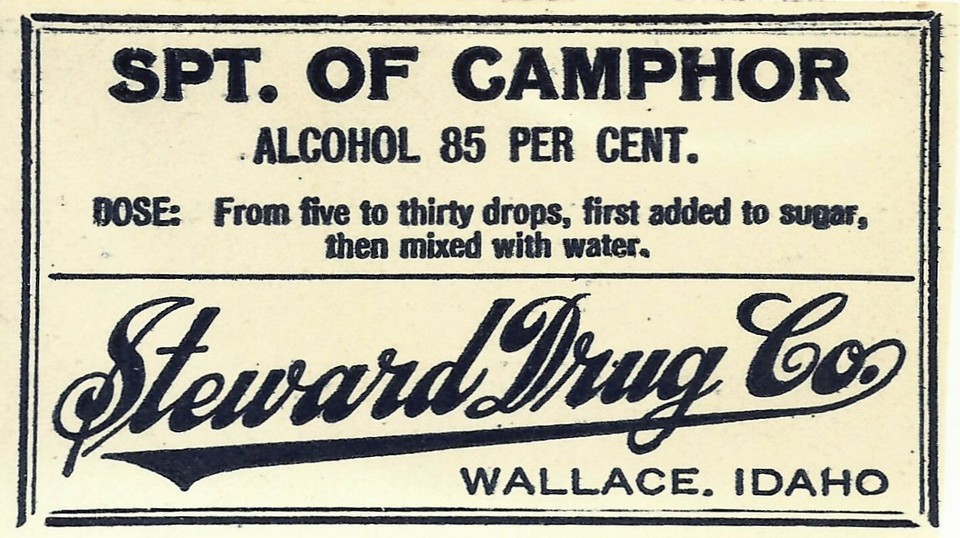 SPT. OF CAMPHOR
ALCOHOL 85 PER CENT.
DOSE: From five to thirty drops, first added to sugar,
then mixed with water.
Steward Drug Co.
WALLACE. IDAHO